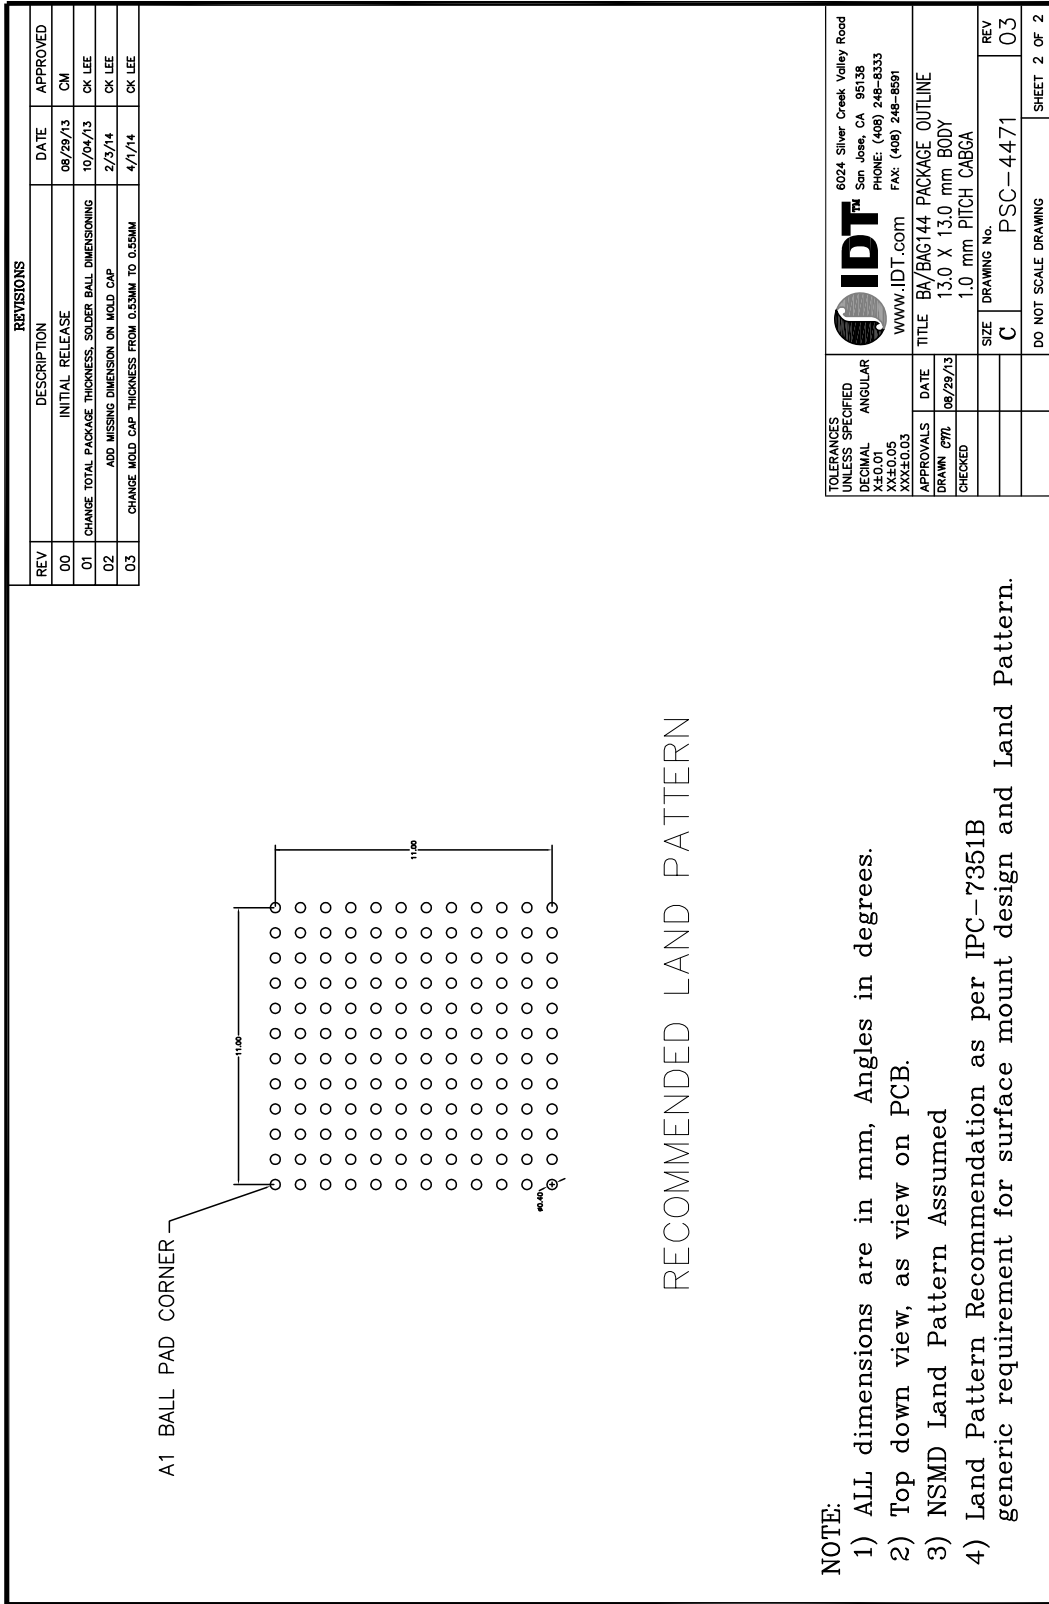 REVISIONS
REV DESCRIPTION DATE APPROVED
00 INITIAL RELEASE 08/29/13 CM
01 CHANGE TOTAL PACKAGE THICKNESS, SOLDER BALL DIMENSIONING 10/04/13 CK LEE
02 ADD MISSING DIMENSION ON MOLD CAP 2/3/14 CK LEE
03 CHANGE MOLD CAP THICKNESS FROM 0.53MM TO 0.55MM 4/1/14 CK LEE
A1 BALL PAD CORNER
11.00
11.00
ø0.40
RECOMMENDED LAND PATTERN
NOTE:
1) ALL dimensions are in mm, Angles in degrees.
2) Top down view, as view on PCB.
3) NSMD Land Pattern Assumed
4) Land Pattern Recommendation as per IPC-7351B
generic requirement for surface mount design and Land Pattern.
TOLERANCES
UNLESS SPECIFIED
DECIMAL ANGULAR
X±0.01
XX±0.05
XXX±0.03
APPROVALS DATE
DRAWN CM 08/29/13
CHECKED
IDT™
www.IDT.com
6024 Silver Creek Valley Road
San Jose, CA 95138
PHONE: (408) 248-8333
FAX: (408) 248-8591
TITLE BA/BAG144 PACKAGE OUTLINE
13.0 X 13.0 mm BODY
1.0 mm PITCH CABGA
SIZE DRAWING No. REV
C PSC-4471 03
DO NOT SCALE DRAWING SHEET 2 OF 2